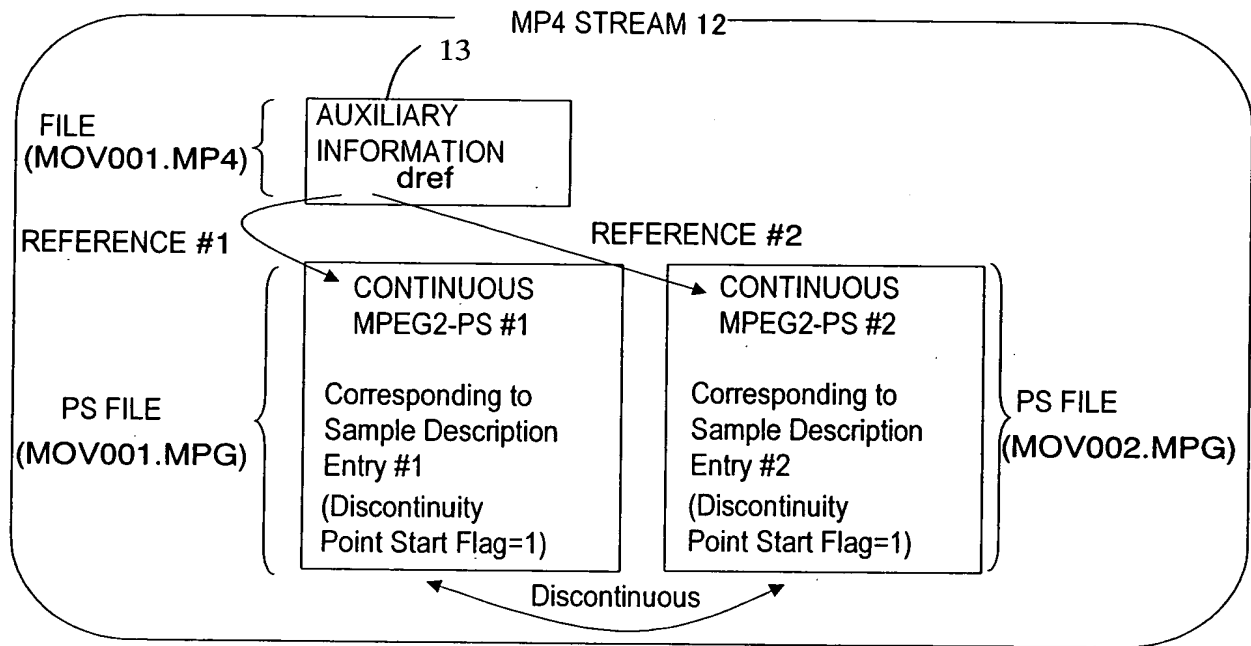 MP4 STREAM 12
13
FILE
(MOV001.MP4)
AUXILIARY
INFORMATION
dref
REFERENCE #1
REFERENCE #2
PS FILE
(MOV001.MPG)
CONTINUOUS
MPEG2-PS #1
Corresponding to
Sample Description
Entry #1
(Discontinuity
Point Start Flag=1)
CONTINUOUS
MPEG2-PS #2
Corresponding to
Sample Description
Entry #2
(Discontinuity
Point Start Flag=1)
PS FILE
(MOV002.MPG)
Discontinuous